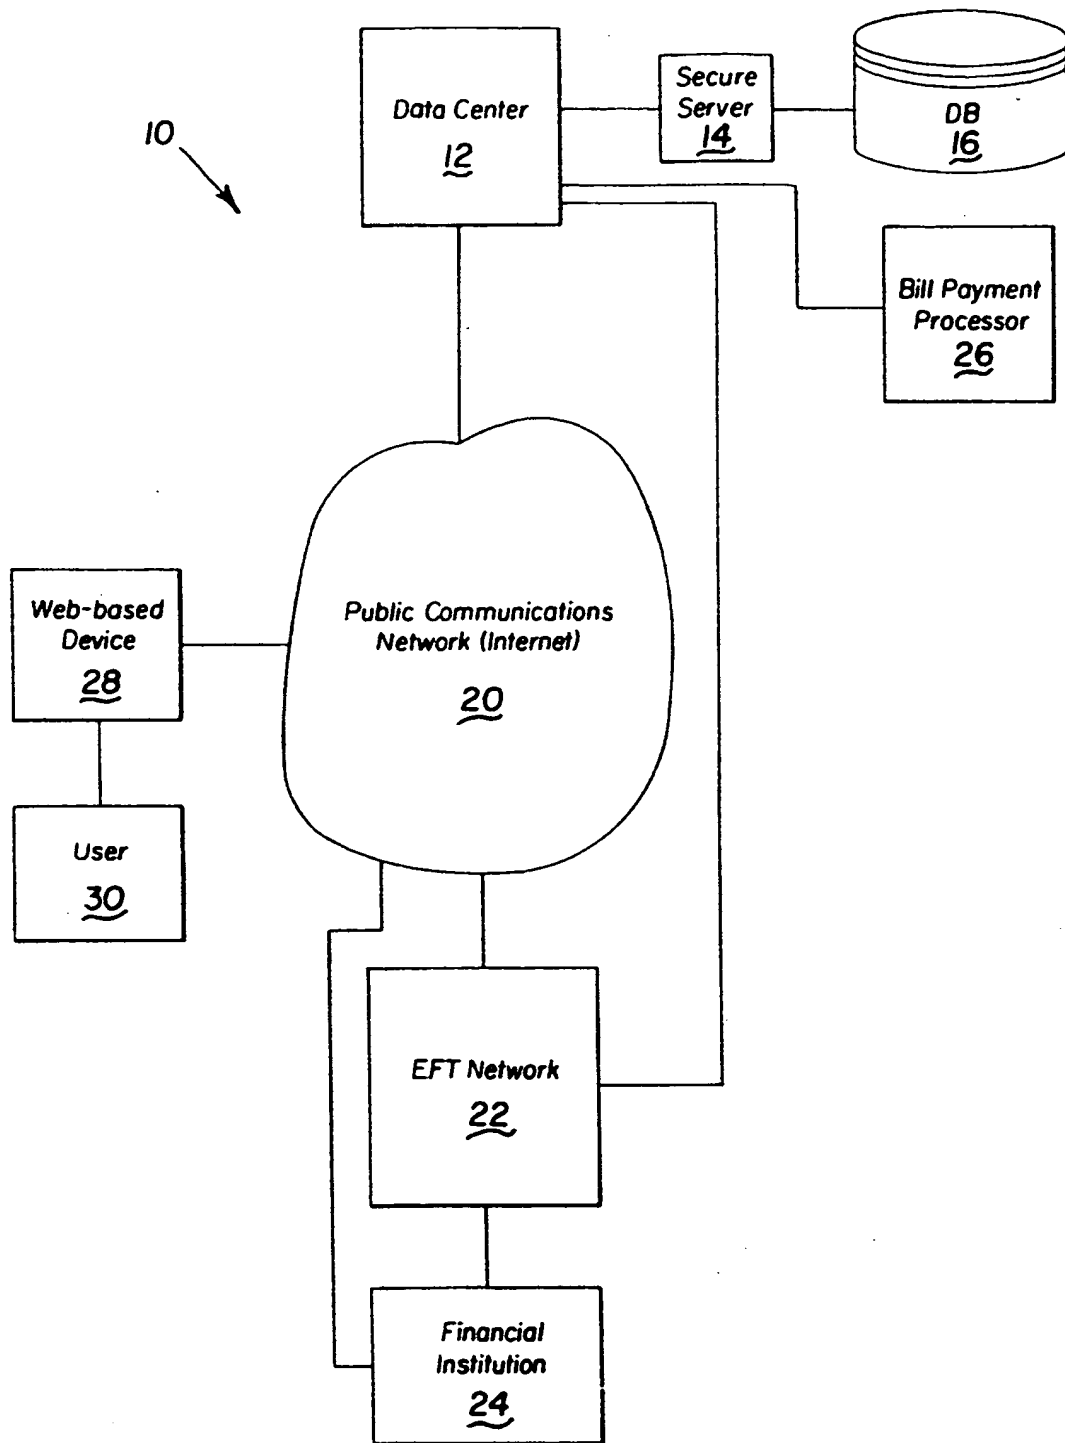 10
Data Center
12
Secure
Server
14
DB
16
Bill Payment
Processor
26
Web-based
Device
28
Public Communications
Network (Internet)
20
User
30
EFT Network
22
Financial
Institution
24